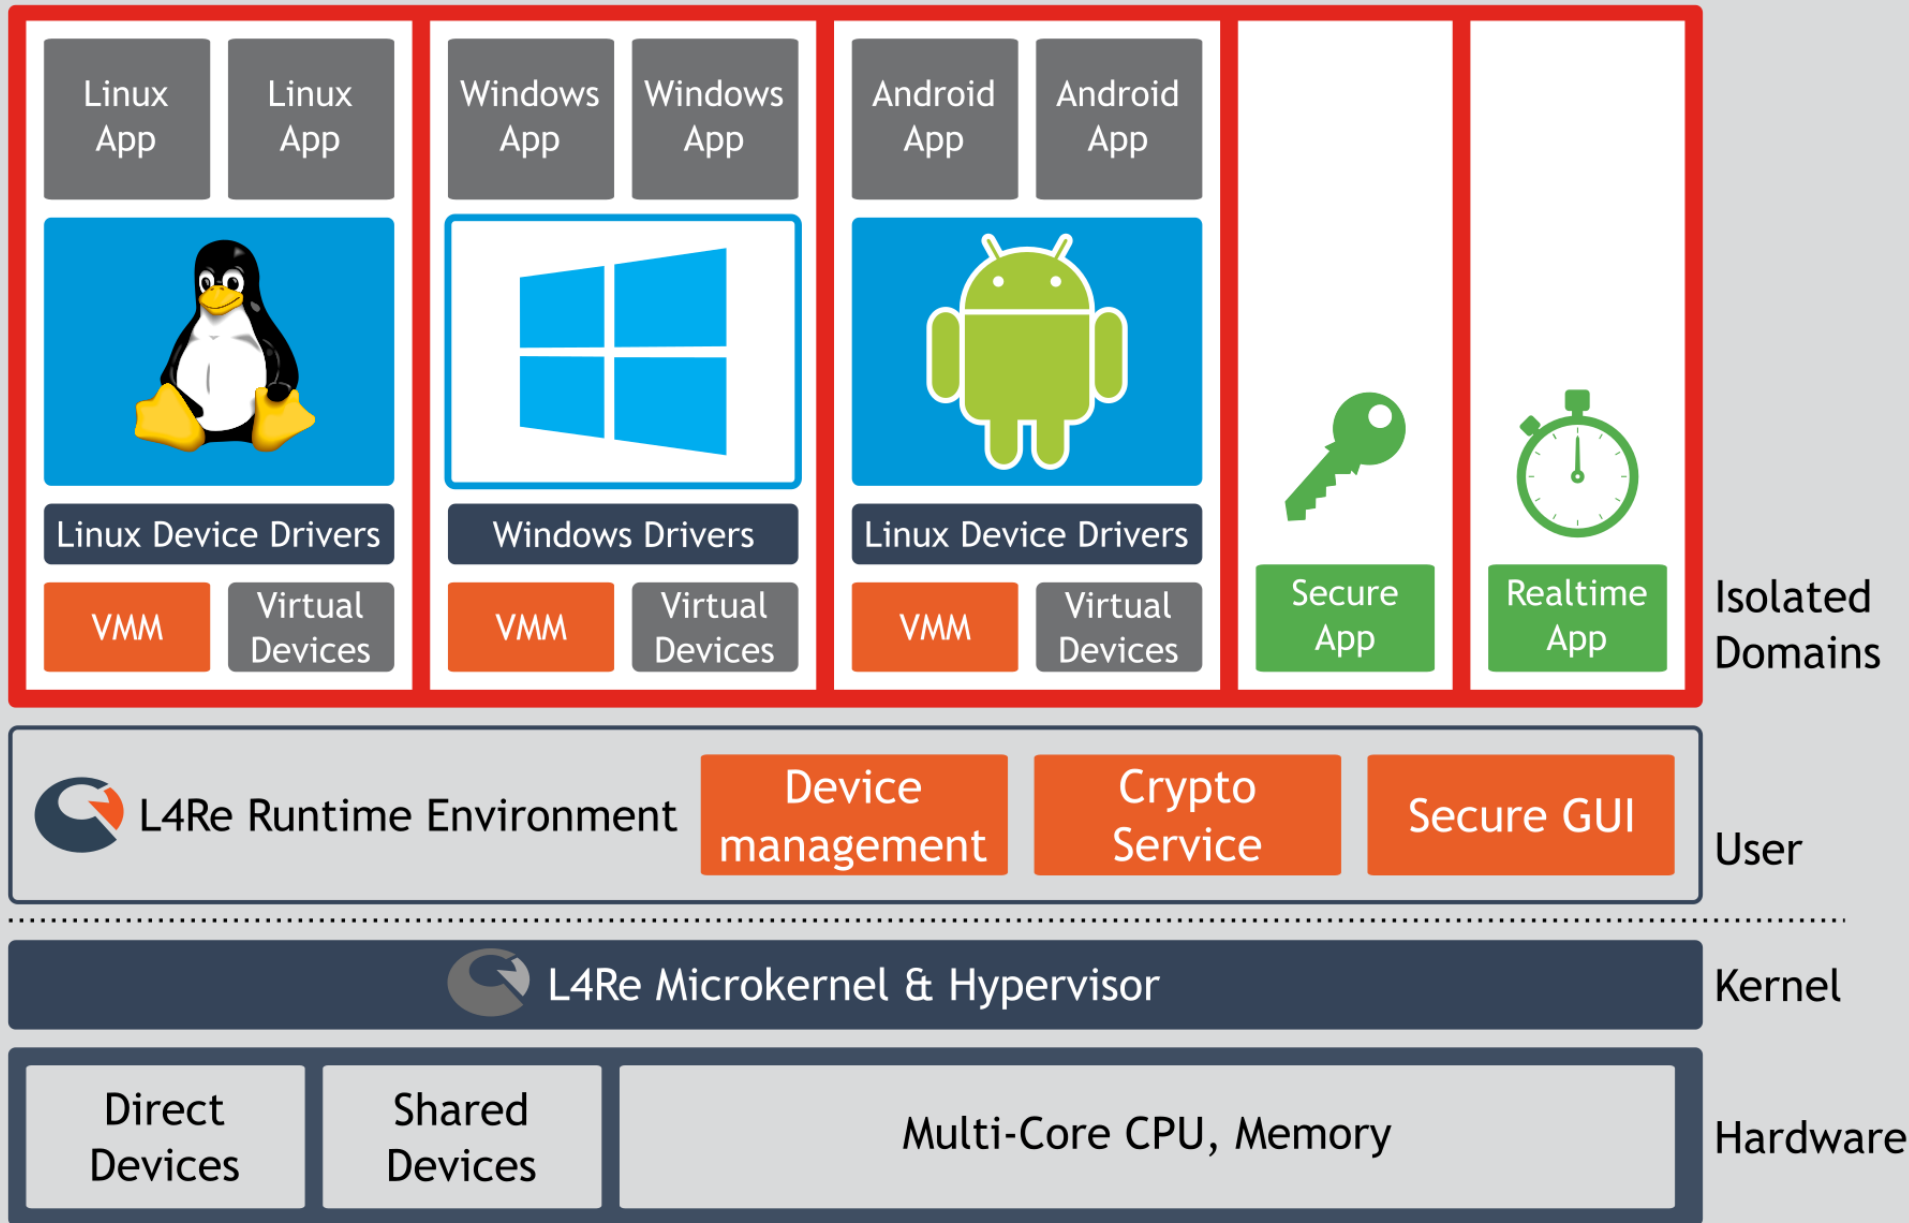 Linux
App
Linux
App
Windows
App
Windows
App
Android
App
Android
App
Linux Device Drivers
Windows Drivers
Linux Device Drivers
VMM
Virtual
Devices
VMM
Virtual
Devices
VMM
Virtual
Devices
Secure
App
Realtime
App
Isolated
Domains
L4Re Runtime Environment
Device
management
Crypto
Service
Secure GUI
User
L4Re Microkernel & Hypervisor
Kernel
Direct
Devices
Shared
Devices
Multi-Core CPU, Memory
Hardware